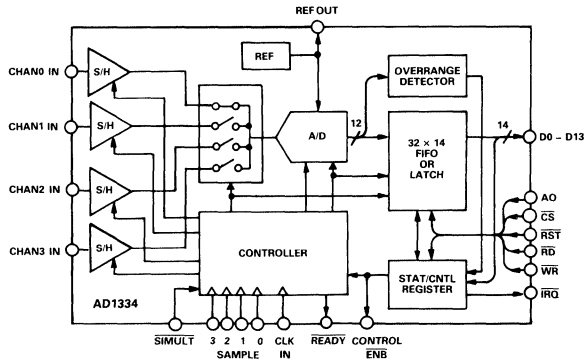 REF OUT
REF
CHAN0 IN
S/H
OVERRANGE
DETECTOR
CHAN1 IN
S/H
A/D
12
14
32 × 14
FIFO
OR
LATCH
D0 – D13
CHAN2 IN
S/H
AO
CS
RST
RD
WR
IRQ
CHAN3 IN
S/H
CONTROLLER
STAT/CNTL
REGISTER
AD1334
SIMULT
3 2 1 0
SAMPLE
CLK
IN
READY
CONTROL
ENB